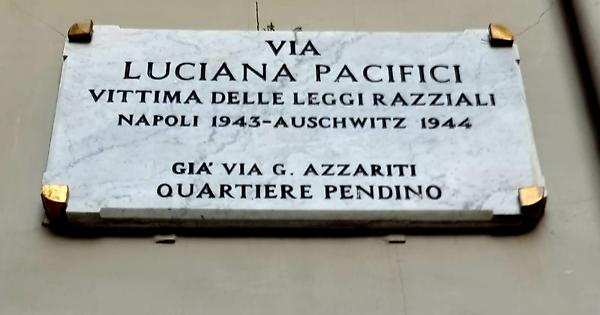 VIA
LUCIANA PACIFICI
VITTIMA DELLE LEGGI RAZZIALI
NAPOLI 1943-AUSCHWITZ 1944
GIA' VIA G. AZZARITI
QUARTIERE PENDINO